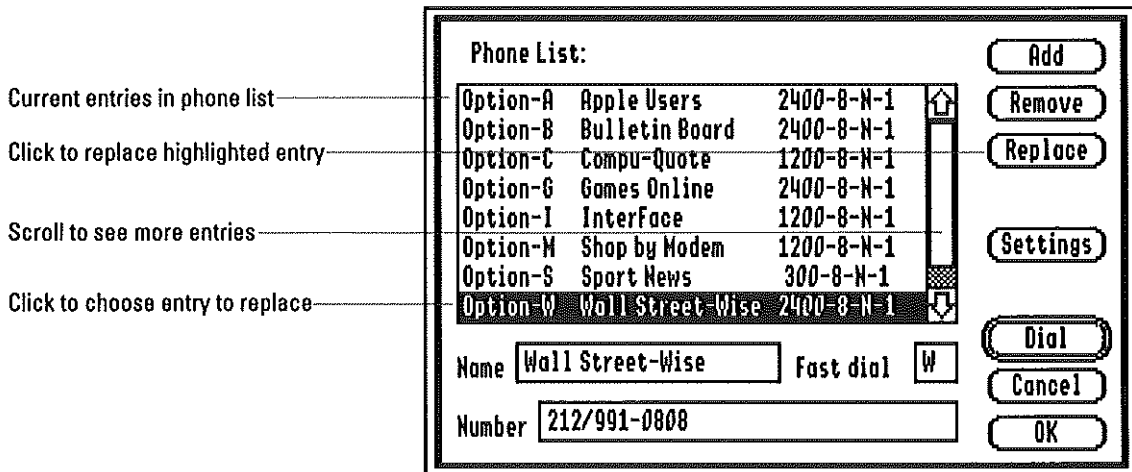 Phone List:
Add
Current entries in phone list
Option-A Apple Users 2400-8-N-1
Remove
Option-B Bulletin Board 2400-8-N-1
Click to replace highlighted entry
Option-C Compu-Quote 1200-8-N-1
Replace
Option-G Games Online 2400-8-N-1
Option-I InterFace 1200-8-N-1
Scroll to see more entries
Option-M Shop by Modem 1200-8-N-1
Settings
Option-S Sport News 300-8-N-1
Click to choose entry to replace
Option-W Wall Street-Wise 2400-8-N-1
Dial
Name Wall Street-Wise Fast dial W
Cancel
Number 212/991-0808
OK